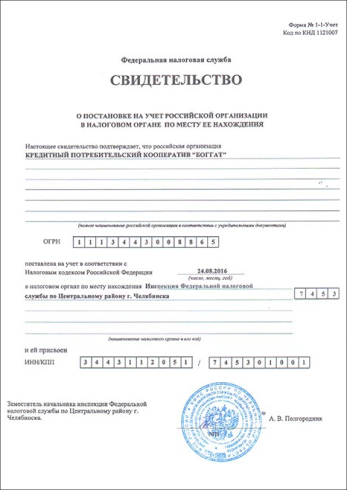 Форма № 1-1-Учет
Код по КНД 1121007
Федеральная налоговая служба
СВИДЕТЕЛЬСТВО
О ПОСТАНОВКЕ НА УЧЕТ РОССИЙСКОЙ ОРГАНИЗАЦИИ
В НАЛОГОВОМ ОРГАНЕ ПО МЕСТУ ЕЕ НАХОЖДЕНИЯ
Настоящее свидетельство подтверждает, что российская организация
КРЕДИТНЫЙ ПОТРЕБИТЕЛЬСКИЙ КООПЕРАТИВ "БОГГАТ"
(полное наименование российской организации в соответствии с учредительными документами)
ОГРН 1 1 1 3 4 4 3 0 0 8 8 6 5
поставлена на учет в соответствии с
Налоговым кодексом Российской Федерации 24.08.2016
(число, месяц, год)
в налоговом органе по месту нахождения Инспекция Федеральной налоговой
службы по Центральному району г. Челябинска 7 4 5 3
(наименование налогового органа и его код)
и ей присвоен
ИНН/КПП 3 4 4 3 1 1 2 0 5 1 / 7 4 5 3 0 1 0 0 1
Заместитель начальника инспекция Федеральной
налоговой службы по Центральному району г.
Челябинска.
А. В. Полгородник
МП